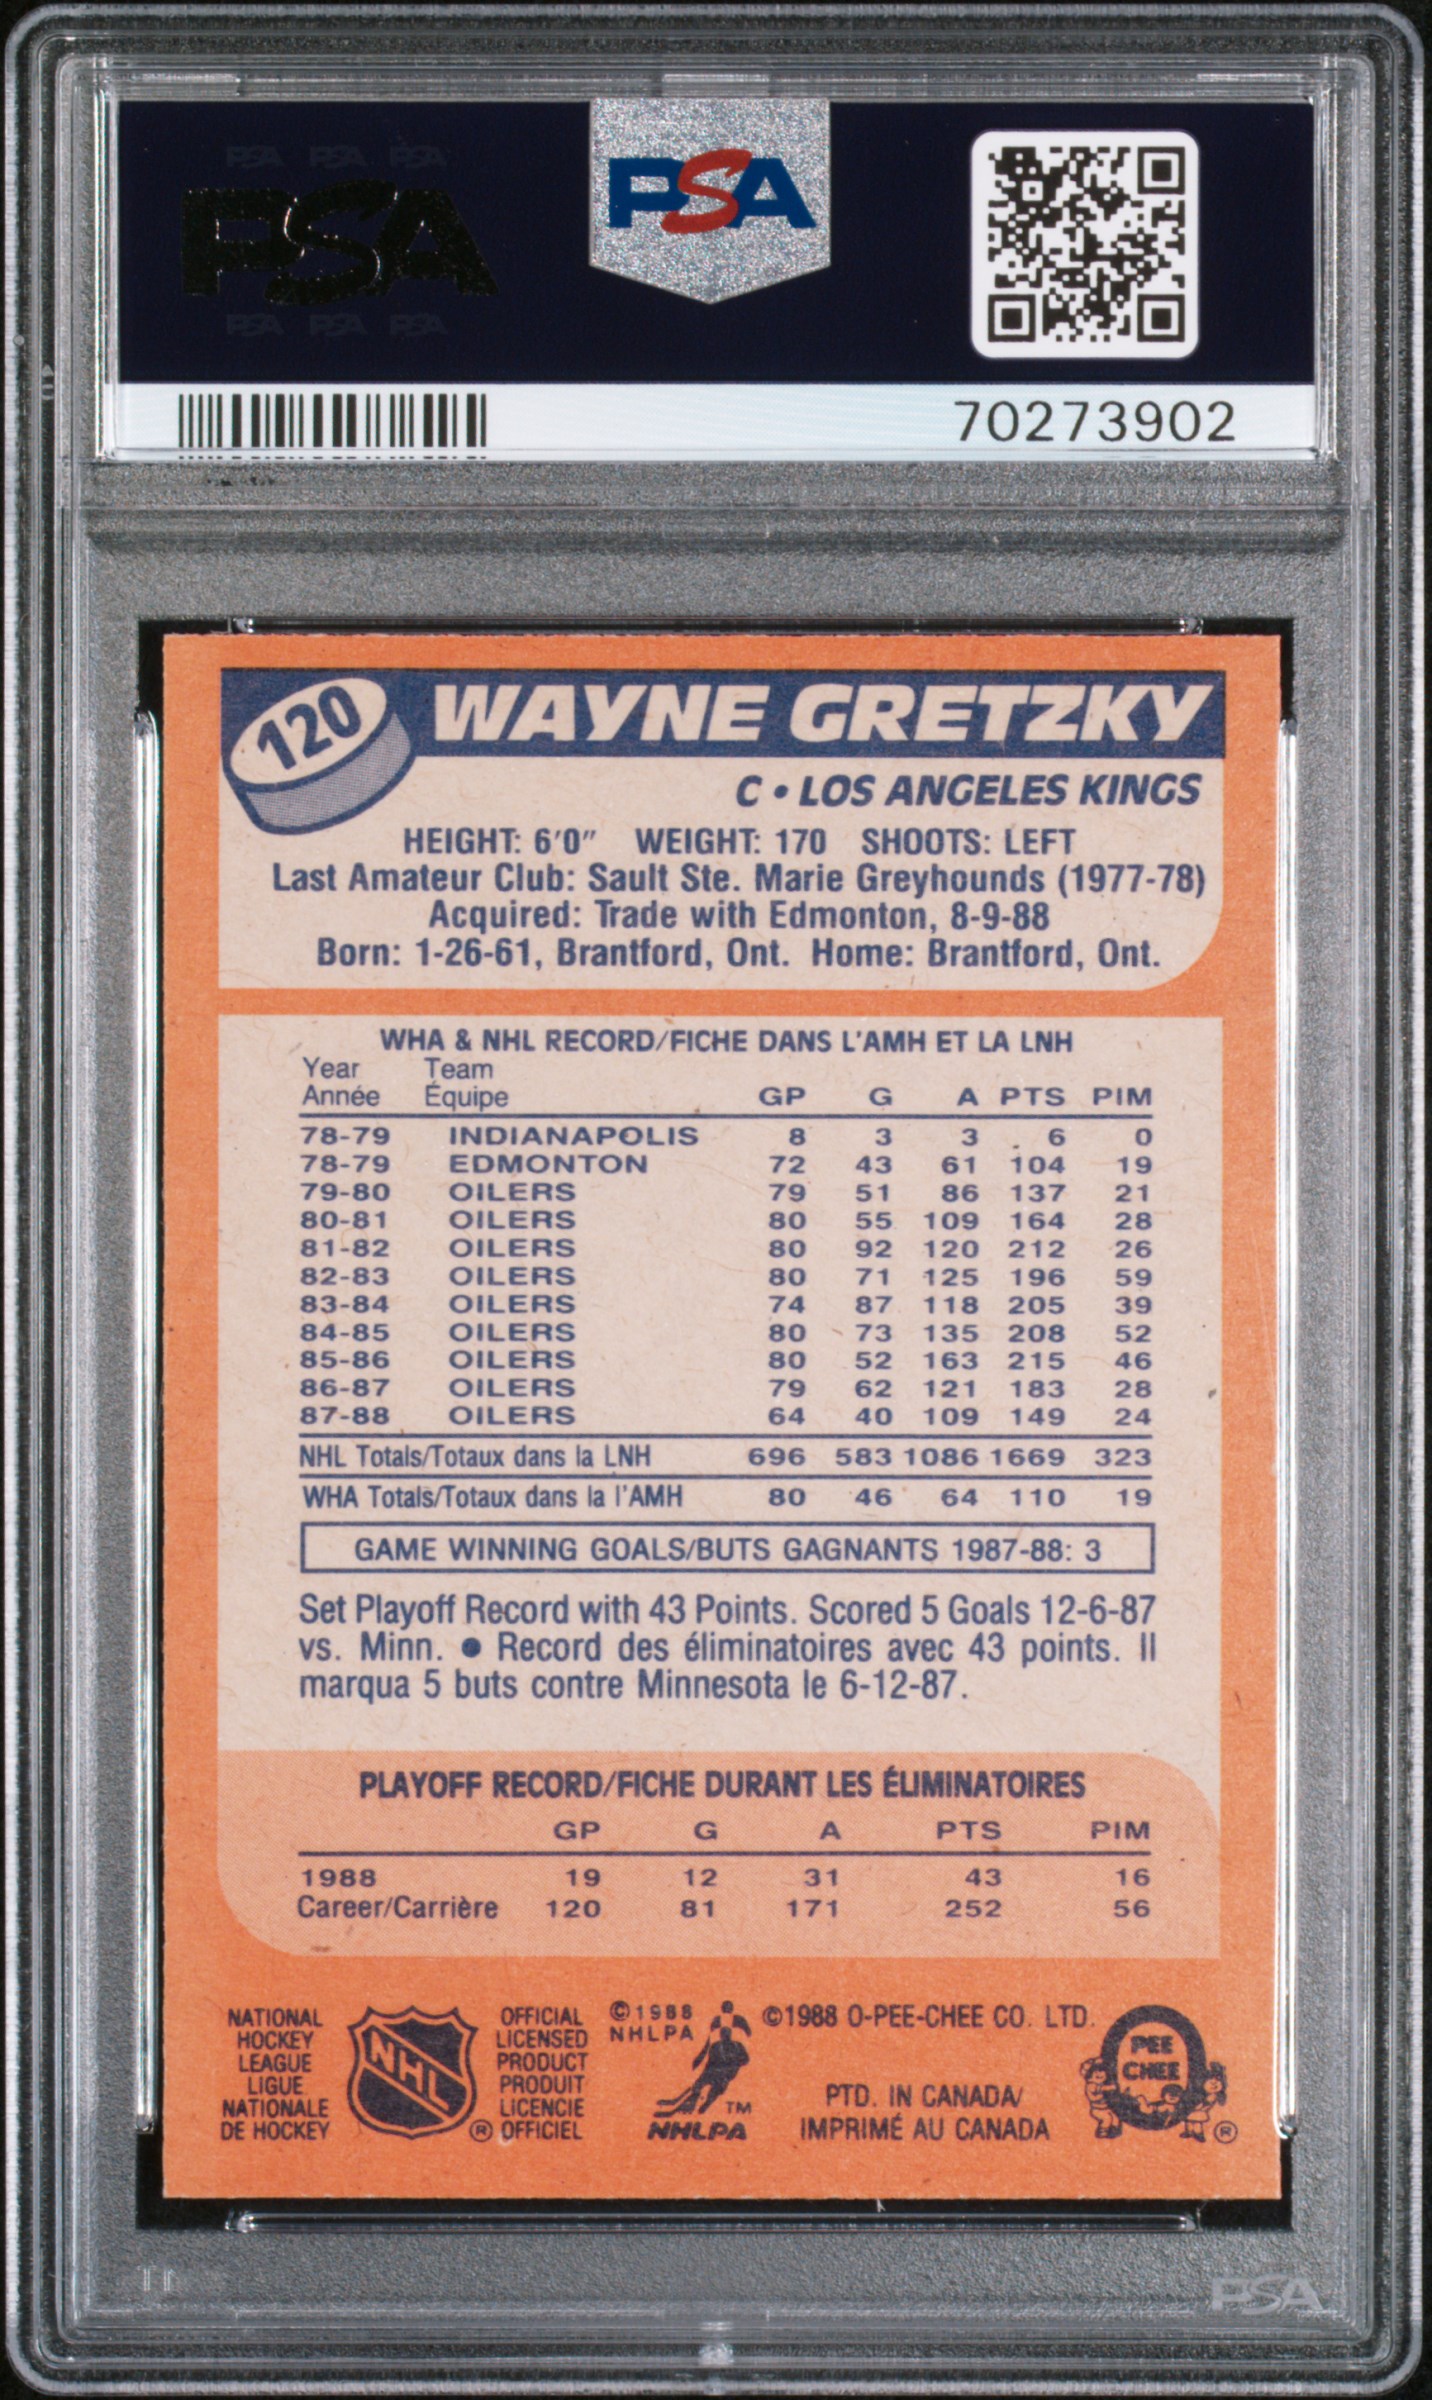 PSA PSA PSA
PSA
PSA PSA PSA
PSA
70273902
120
WAYNE GRETZKY
C • LOS ANGELES KINGS
HEIGHT: 6'0" WEIGHT: 170 SHOOTS: LEFT
Last Amateur Club: Sault Ste. Marie Greyhounds (1977-78)
Acquired: Trade with Edmonton, 8-9-88
Born: 1-26-61, Brantford, Ont. Home: Brantford, Ont.
WHA & NHL RECORD/FICHE DANS L'AMH ET LA LNH
Year Team
Année Équipe GP G A PTS PIM
78-79 INDIANAPOLIS 8 3 3 6 0
78-79 EDMONTON 72 43 61 104 19
79-80 OILERS 79 51 86 137 21
80-81 OILERS 80 55 109 164 28
81-82 OILERS 80 92 120 212 26
82-83 OILERS 80 71 125 196 59
83-84 OILERS 74 87 118 205 39
84-85 OILERS 80 73 135 208 52
85-86 OILERS 80 52 163 215 46
86-87 OILERS 79 62 121 183 28
87-88 OILERS 64 40 109 149 24
NHL Totals/Totaux dans la LNH 696 583 1086 1669 323
WHA Totals/Totaux dans la l'AMH 80 46 64 110 19
GAME WINNING GOALS/BUTS GAGNANTS 1987-88: 3
Set Playoff Record with 43 Points. Scored 5 Goals 12-6-87
vs. Minn. ● Record des éliminatoires avec 43 points. Il
marqua 5 buts contre Minnesota le 6-12-87.
PLAYOFF RECORD/FICHE DURANT LES ÉLIMINATOIRES
GP G A PTS PIM
1988 19 12 31 43 16
Career/Carrière 120 81 171 252 56
NATIONAL
HOCKEY
LEAGUE
LIGUE
NATIONALE
DE HOCKEY
NHL
®
OFFICIAL
LICENSED
PRODUCT
PRODUIT
LICENCIE
OFFICIEL
©1988
NHLPA
TM
NHLPA
©1988 O-PEE-CHEE CO. LTD.
PTD. IN CANADA/
IMPRIMÉ AU CANADA
PEE
CHEE
®
PSA